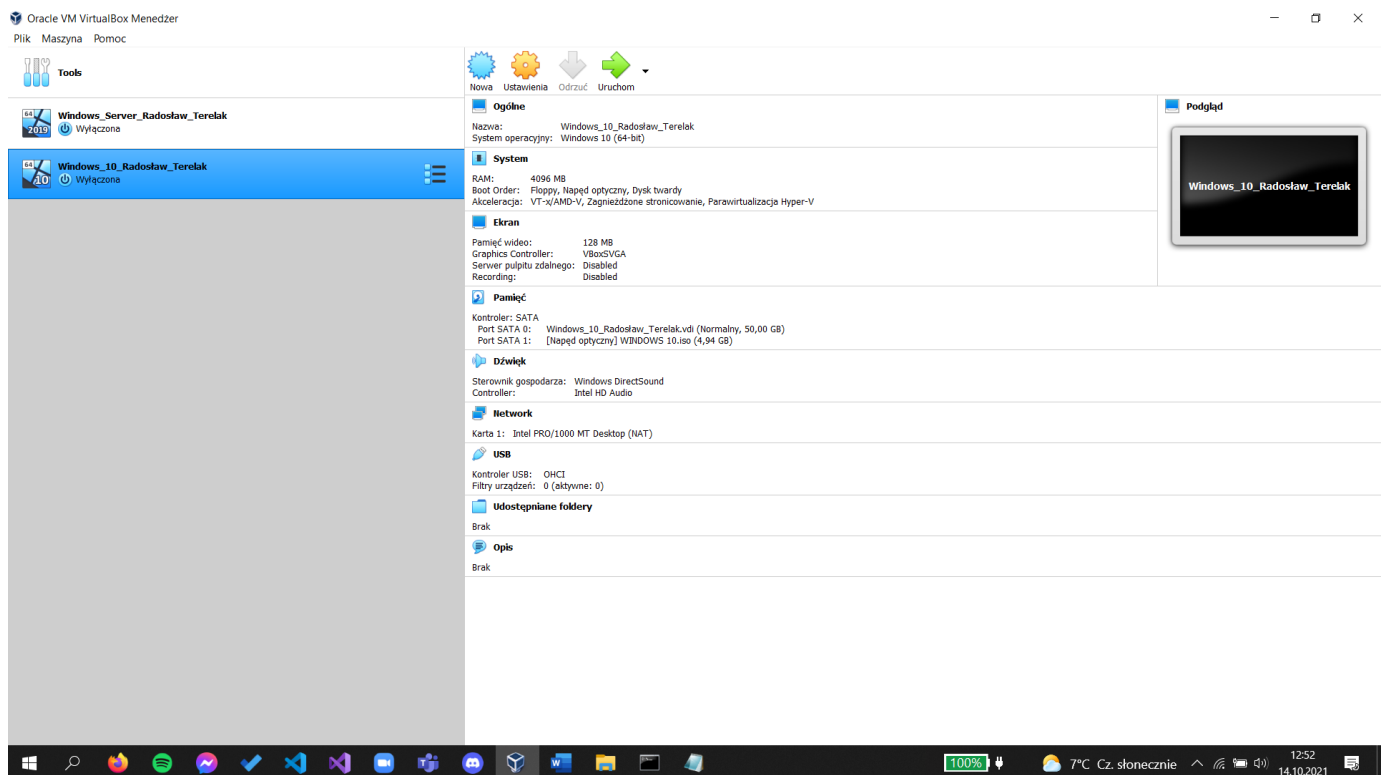 Oracle VM VirtualBox Menedżer
Plik Maszyna Pomoc
Tools
64
2019
Windows_Server_Radosław_Terelak
Wyłączona
64
10
Windows_10_Radosław_Terelak
Wyłączona
Nowa Ustawienia Odrzuć Uruchom
Ogólne
Nazwa: Windows_10_Radosław_Terelak
System operacyjny: Windows 10 (64-bit)
System
RAM: 4096 MB
Boot Order: Floppy, Napęd optyczny, Dysk twardy
Akceleracja: VT-x/AMD-V, Zagnieżdżone stronicowanie, Parawirtualizacja Hyper-V
Ekran
Pamięć wideo: 128 MB
Graphics Controller: VBoxSVGA
Serwer pulpitu zdalnego: Disabled
Recording: Disabled
Pamięć
Kontroler: SATA
Port SATA 0: Windows_10_Radosław_Terelak.vdi (Normalny, 50,00 GB)
Port SATA 1: [Napęd optyczny] WINDOWS 10.iso (4,94 GB)
Dźwięk
Sterownik gospodarza: Windows DirectSound
Controller: Intel HD Audio
Network
Karta 1: Intel PRO/1000 MT Desktop (NAT)
USB
Kontroler USB: OHCI
Filtry urządzeń: 0 (aktywne: 0)
Udostępniane foldery
Brak
Opis
Brak
Podgląd
Windows_10_Radosław_Terelak
100%
7°C Cz. słonecznie
12:52
14.10.2021